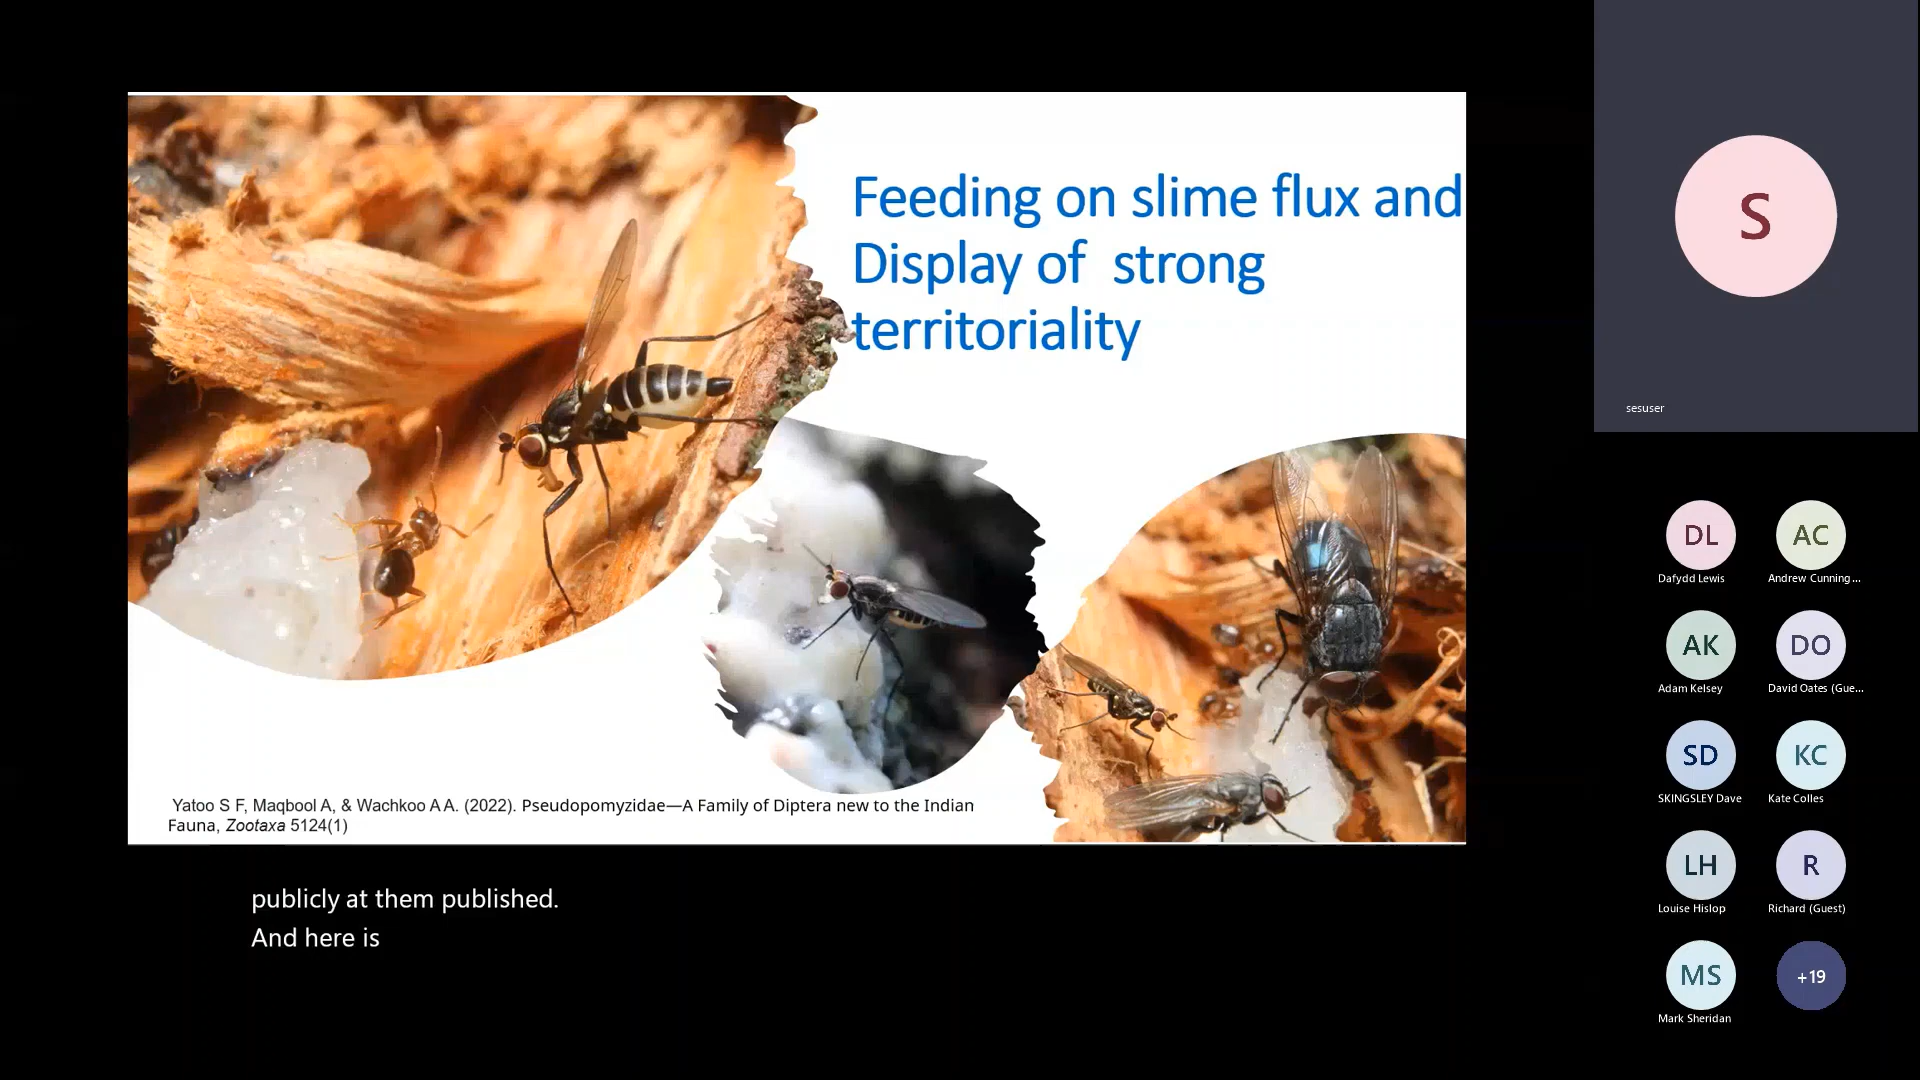 Feeding on slime flux and
Display of  strong
territoriality
Yatoo S F, Maqbool A, & Wachkoo A A. (2022). Pseudopomyzidae—A Family of Diptera new to the Indian
Fauna, Zootaxa 5124(1)
publicly at them published.
And here is
S
sesuser
DL
Dafydd Lewis
AC
Andrew Cunning...
AK
Adam Kelsey
DO
David Oates (Gue...
SD
SKINGSLEY Dave
KC
Kate Colles
LH
Louise Hislop
R
Richard (Guest)
MS
Mark Sheridan
+19